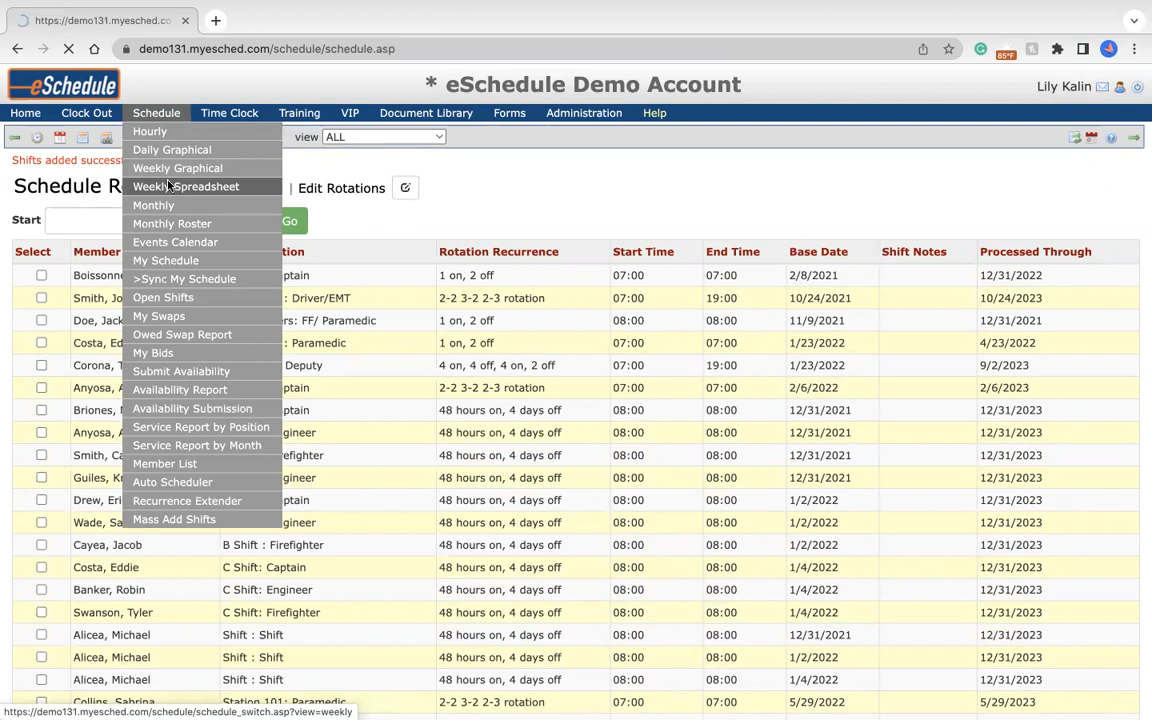 https://demo131.myesched.co
demo131.myesched.com/schedule/schedule.asp
85°F
eSchedule
* eSchedule Demo Account
Lily Kalin
Home Clock Out Schedule Time Clock Training VIP Document Library Forms Administration Help
view ALL
Hourly
Daily Graphical
Weekly Graphical
Weekly Spreadsheet
Monthly
Monthly Roster
Events Calendar
My Schedule
>Sync My Schedule
Open Shifts
My Swaps
Owed Swap Report
My Bids
Submit Availability
Availability Report
Availability Submission
Service Report by Position
Service Report by Month
Member List
Auto Scheduler
Recurrence Extender
Mass Add Shifts
Shifts added success
Schedule R | Edit Rotations
Start Go
Select Member tion Rotation Recurrence Start Time End Time Base Date Shift Notes Processed Through
Boissonne ptain 1 on, 2 off 07:00 07:00 2/8/2021 12/31/2022
Smith, Jo : Driver/EMT 2-2 3-2 2-3 rotation 07:00 19:00 10/24/2021 10/24/2023
Doe, Jack rs: FF/ Paramedic 1 on, 2 off 08:00 08:00 11/9/2021 12/31/2021
Costa, Ed : Paramedic 1 on, 2 off 07:00 07:00 1/23/2022 4/23/2022
Corona, T Deputy 4 on, 4 off, 4 on, 2 off 07:00 19:00 1/23/2022 9/2/2023
Anyosa, A ptain 2-2 3-2 2-3 rotation 07:00 07:00 2/6/2022 2/6/2023
Briones, ptain 48 hours on, 4 days off 08:00 08:00 12/31/2021 12/31/2023
Anyosa, A gineer 48 hours on, 4 days off 08:00 08:00 12/31/2021 12/31/2023
Smith, Ca efighter 48 hours on, 4 days off 08:00 08:00 12/31/2021 12/31/2023
Guiles, Kr gineer 48 hours on, 4 days off 08:00 08:00 12/31/2021 12/31/2023
Drew, Eri ptain 48 hours on, 4 days off 08:00 08:00 1/2/2022 12/31/2023
Wade, Sa gineer 48 hours on, 4 days off 08:00 08:00 1/2/2022 12/31/2023
Cayea, Jacob B Shift : Firefighter 48 hours on, 4 days off 08:00 08:00 1/2/2022 12/31/2023
Costa, Eddie C Shift: Captain 48 hours on, 4 days off 08:00 08:00 1/4/2022 12/31/2023
Banker, Robin C Shift: Engineer 48 hours on, 4 days off 08:00 08:00 1/4/2022 12/31/2023
Swanson, Tyler C Shift: Firefighter 48 hours on, 4 days off 08:00 08:00 1/4/2022 12/31/2023
Alicea, Michael Shift : Shift 48 hours on, 4 days off 08:00 08:00 12/31/2021 12/31/2023
Alicea, Michael Shift : Shift 48 hours on, 4 days off 08:00 08:00 1/2/2022 12/31/2023
Alicea, Michael Shift : Shift 48 hours on, 4 days off 08:00 08:00 1/4/2022 12/31/2023
Collins, Sabrina Station 101: Paramedic 2-2 3-2 2-3 rotation 07:00 07:00 5/29/2022 5/29/2023
https://demo131.myesched.com/schedule/schedule_switch.asp?view=weekly